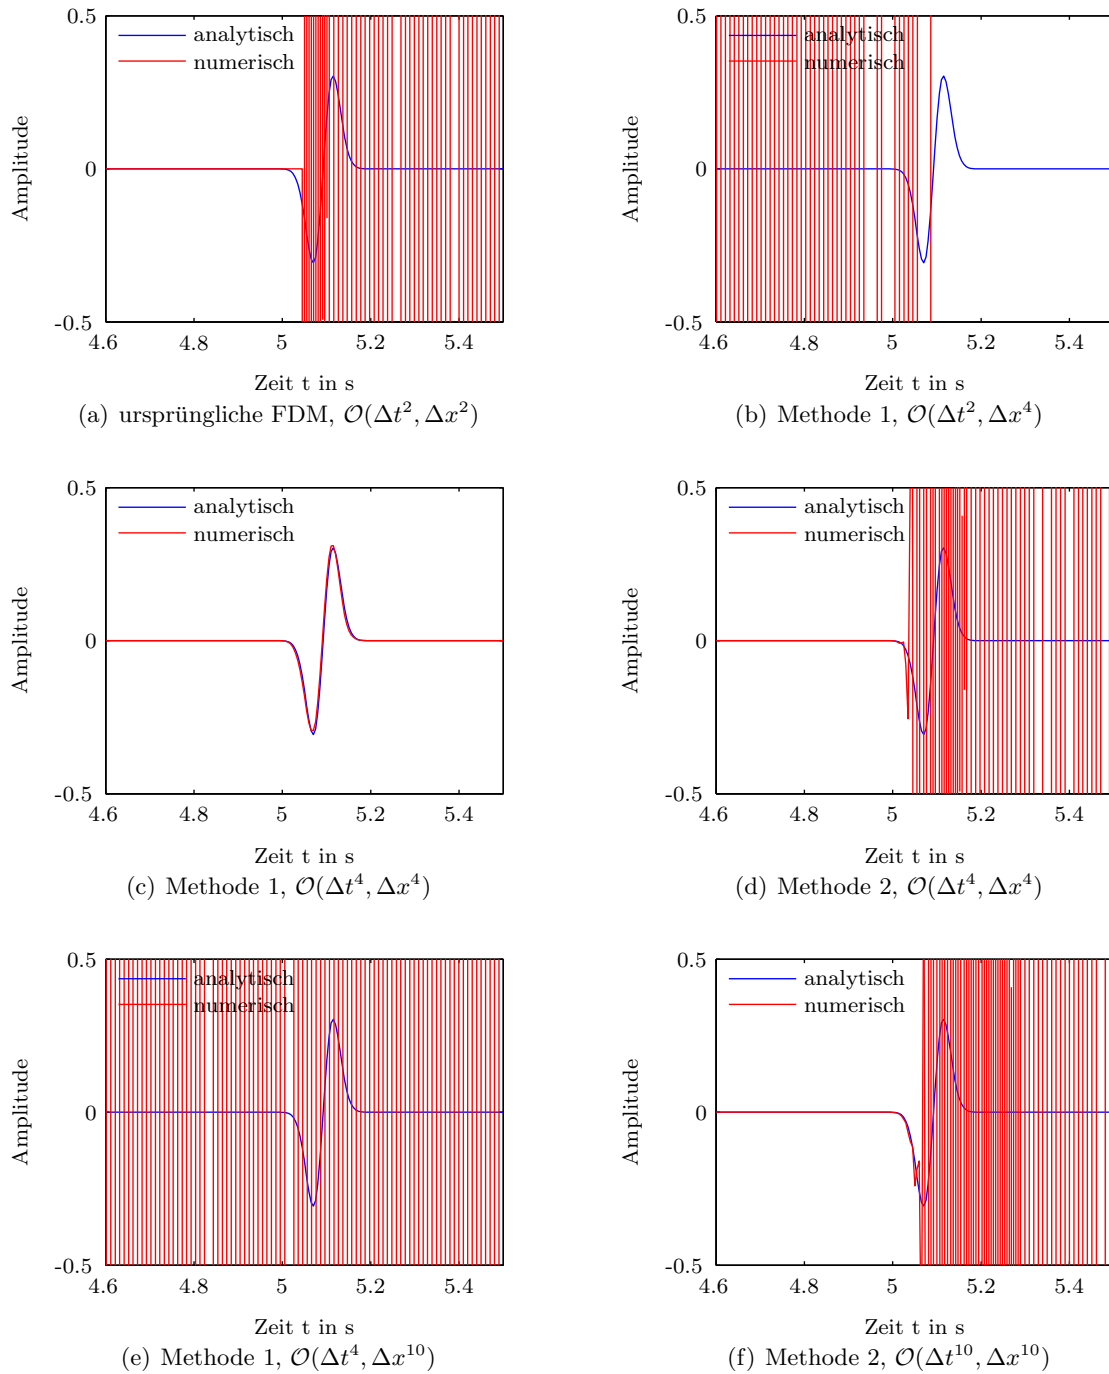 0.5
analytisch
numerisch
Amplitude
0
-0.5
4.6 4.8 5 5.2 5.4
Zeit t in s
(a) ursprüngliche FDM, 𝒪(Δt², Δx²)
0.5
analytisch
numerisch
Amplitude
0
-0.5
4.6 4.8 5 5.2 5.4
Zeit t in s
(b) Methode 1, 𝒪(Δt², Δx⁴)
0.5
analytisch
numerisch
Amplitude
0
-0.5
4.6 4.8 5 5.2 5.4
Zeit t in s
(c) Methode 1, 𝒪(Δt⁴, Δx⁴)
0.5
analytisch
numerisch
Amplitude
0
-0.5
4.6 4.8 5 5.2 5.4
Zeit t in s
(d) Methode 2, 𝒪(Δt⁴, Δx⁴)
0.5
analytisch
numerisch
Amplitude
0
-0.5
4.6 4.8 5 5.2 5.4
Zeit t in s
(e) Methode 1, 𝒪(Δt⁴, Δx¹⁰)
0.5
analytisch
numerisch
Amplitude
0
-0.5
4.6 4.8 5 5.2 5.4
Zeit t in s
(f) Methode 2, 𝒪(Δt¹⁰, Δx¹⁰)